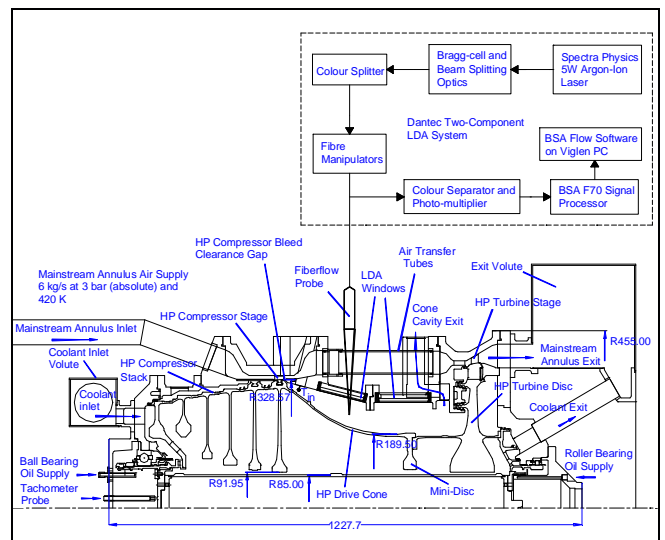 Colour Splitter
Bragg-cell and
Beam Splitting
Optics
Spectra Physics
5W Argon-Ion
Laser
Dantec Two-Component
LDA System
Fibre
Manipulators
BSA Flow Software
on Viglen PC
Colour Separator and
Photo-multiplier
BSA F70 Signal
Processor
HP Compressor Bleed
Clearance Gap
Mainstream Annulus Air Supply
6 kg/s at 3 bar (absolute) and
420 K
Fiberflow
Probe
LDA
Windows
Air Transfer
Tubes
Cone
Cavity Exit
Exit Volute
HP Turbine Stage
HP Compressor Stage
Mainstream Annulus Inlet
Coolant Inlet
Volute
HP Compressor
Stack
R455.00
Mainstream
Annulus Exit
Coolant
inlet
R328.57
Tin
HP Turbine Disc
Coolant Exit
R189.50
Ball Bearing
Oil Supply
Tachometer
Probe
R91.95
R85.00
HP Drive Cone
Mini-Disc
Roller Bearing
Oil Supply
1227.7